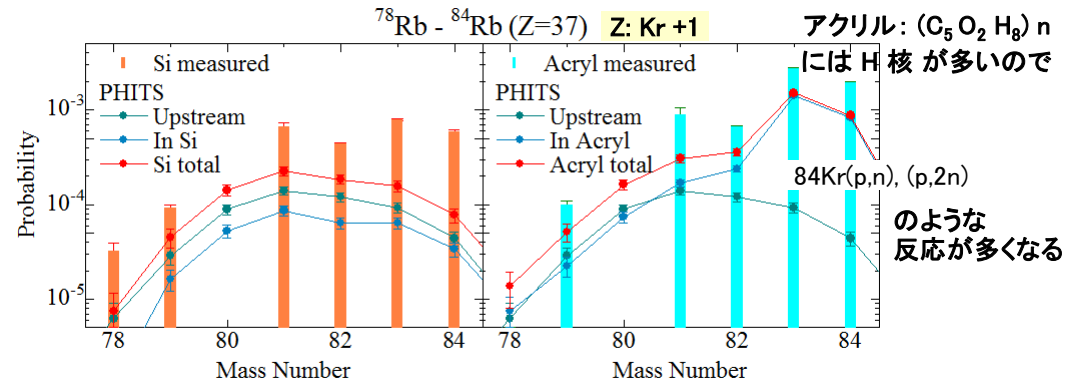 ⁷⁸Rb - ⁸⁴Rb (Z=37) Z: Kr +1
アクリル: (C₅ O₂ H₈) n
には H 核 が多いので
Si measured
PHITS
Upstream
In Si
Si total
Acryl measured
PHITS
Upstream
In Acryl
Acryl total
84Kr(p,n), (p,2n)
のような
反応が多くなる
Probability
10⁻³
10⁻⁴
10⁻⁵
78 80 82 84
78 80 82 84
Mass Number
Mass Number